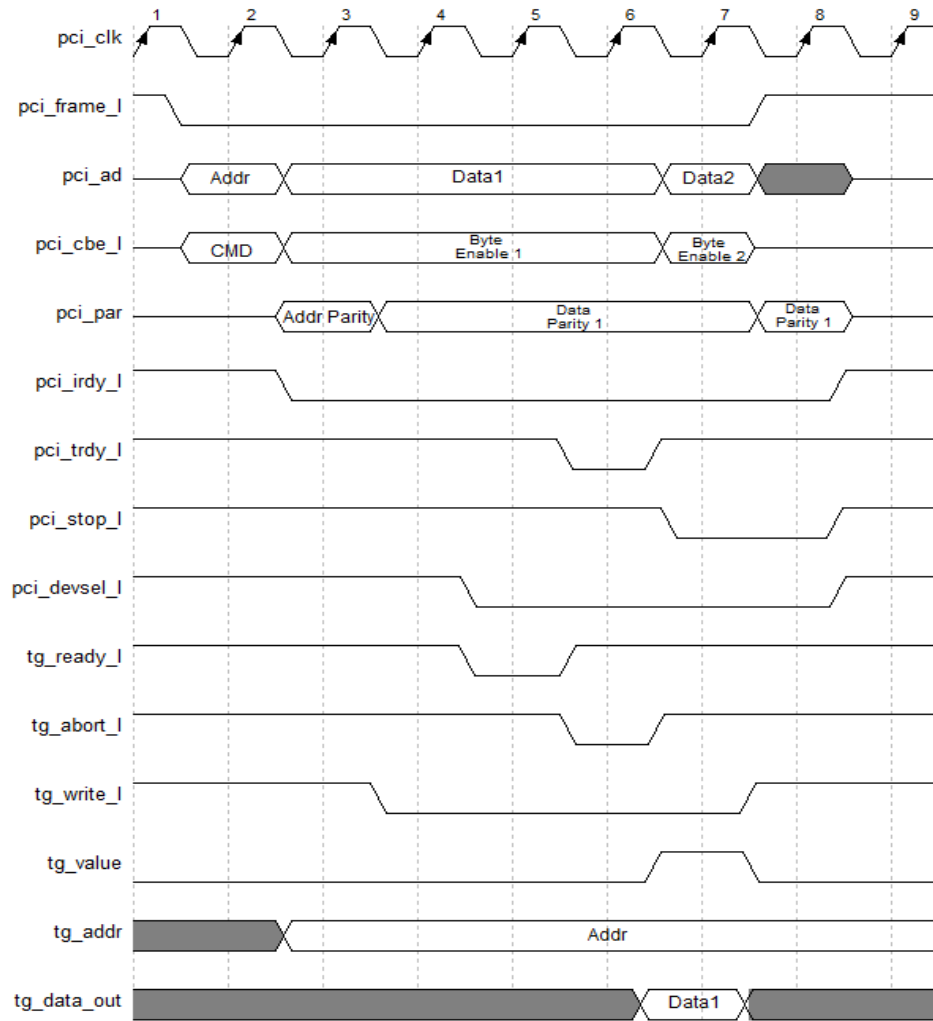 1 2 3 4 5 6 7 8 9
pci_clk
pci_frame_l
pci_ad Addr Data1 Data2
pci_cbe_l CMD Byte Enable 1 Byte Enable 2
pci_par Addr Parity Data Parity 1 Data Parity 1
pci_irdy_l
pci_trdy_l
pci_stop_l
pci_devsel_l
tg_ready_l
tg_abort_l
tg_write_l
tg_value
tg_addr Addr
tg_data_out Data1